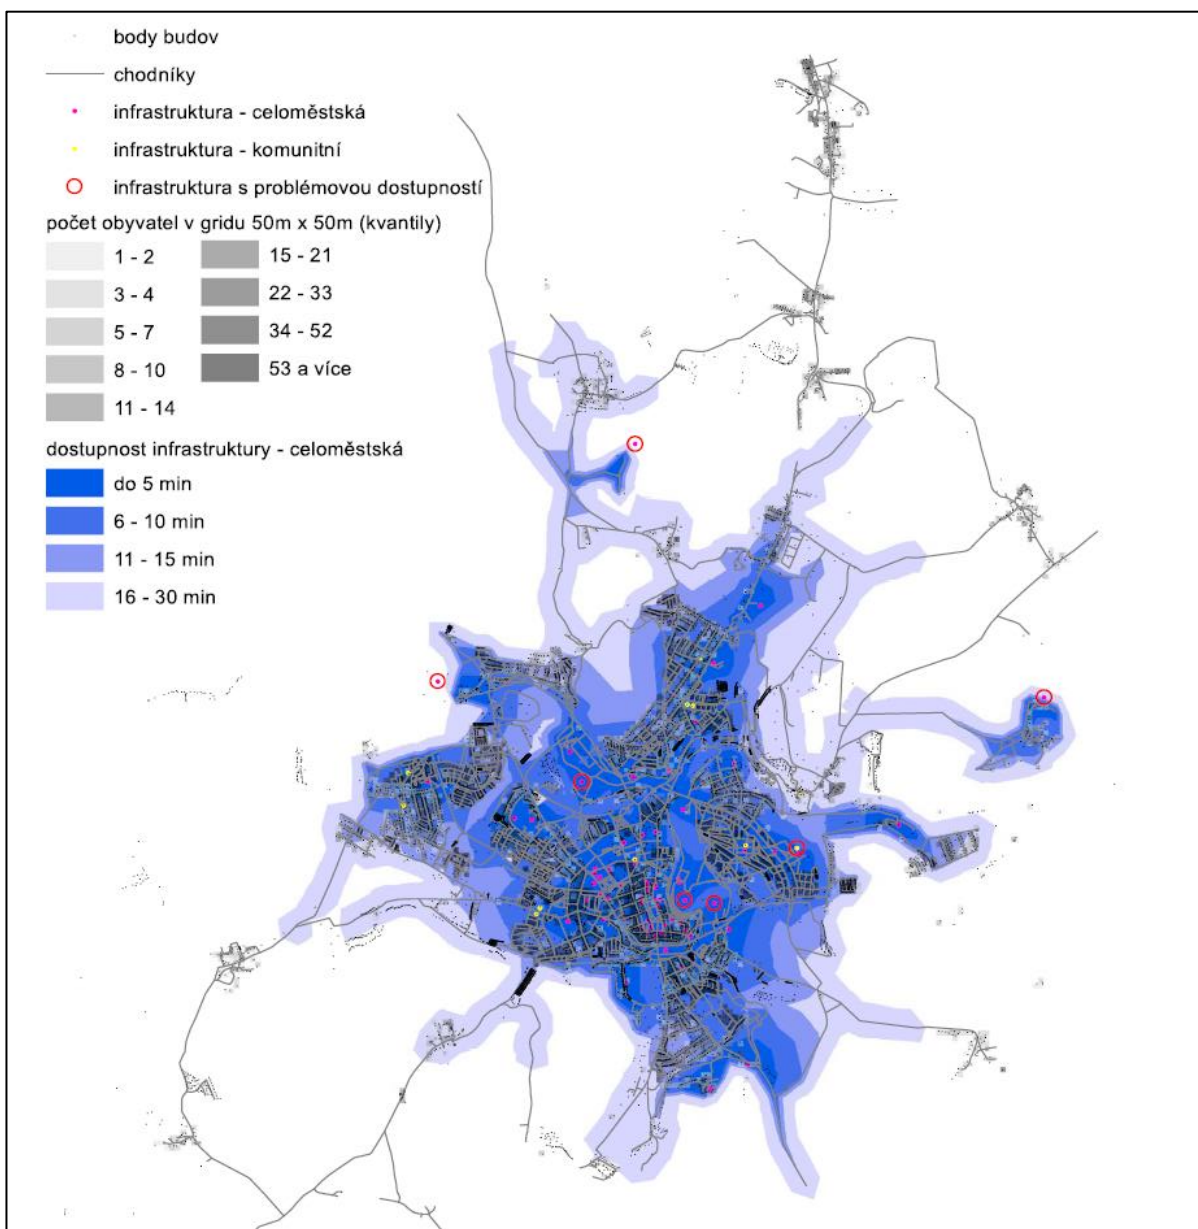 body budov
chodníky
infrastruktura - celoměstská
infrastruktura - komunitní
infrastruktura s problémovou dostupností
počet obyvatel v gridu 50m x 50m (kvantily)
1 - 2
15 - 21
3 - 4
22 - 33
5 - 7
34 - 52
8 - 10
53 a více
11 - 14
dostupnost infrastruktury - celoměstská
do 5 min
6 - 10 min
11 - 15 min
16 - 30 min